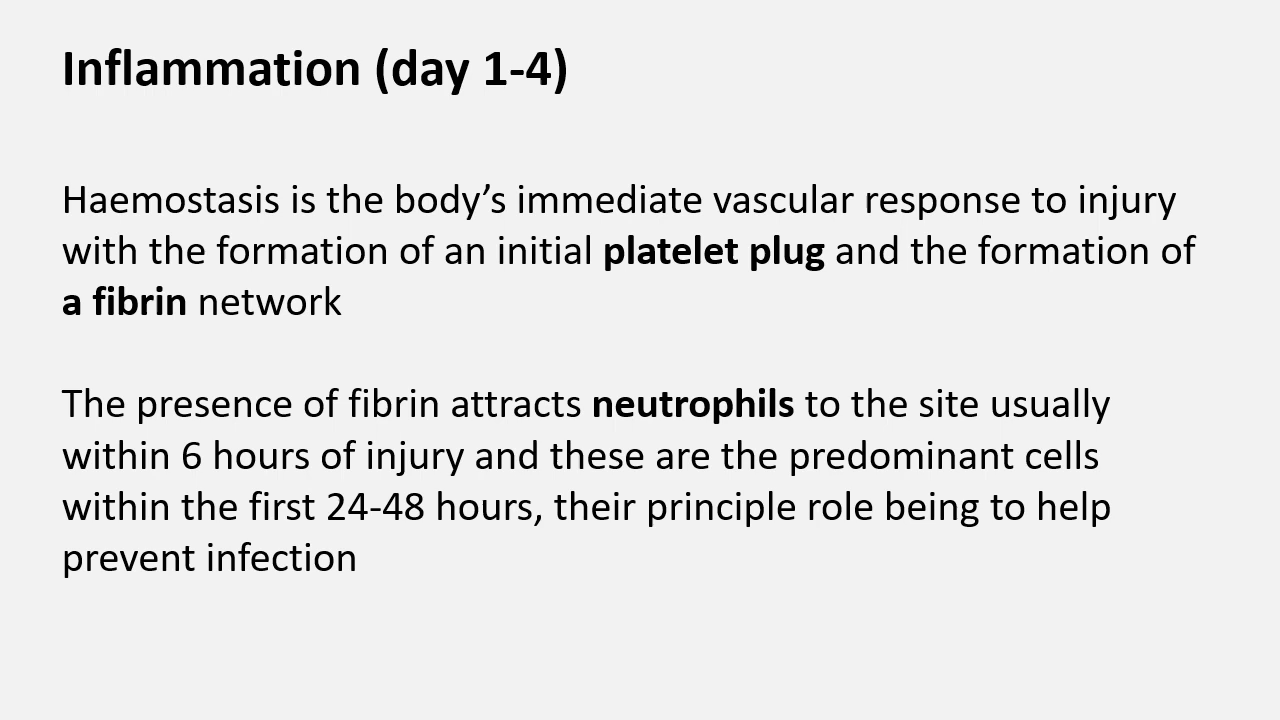 Inflammation (day 1-4)
Haemostasis is the body’s immediate vascular response to injury
with the formation of an initial platelet plug and the formation of
a fibrin network
The presence of fibrin attracts neutrophils to the site usually
within 6 hours of injury and these are the predominant cells
within the first 24-48 hours, their principle role being to help
prevent infection